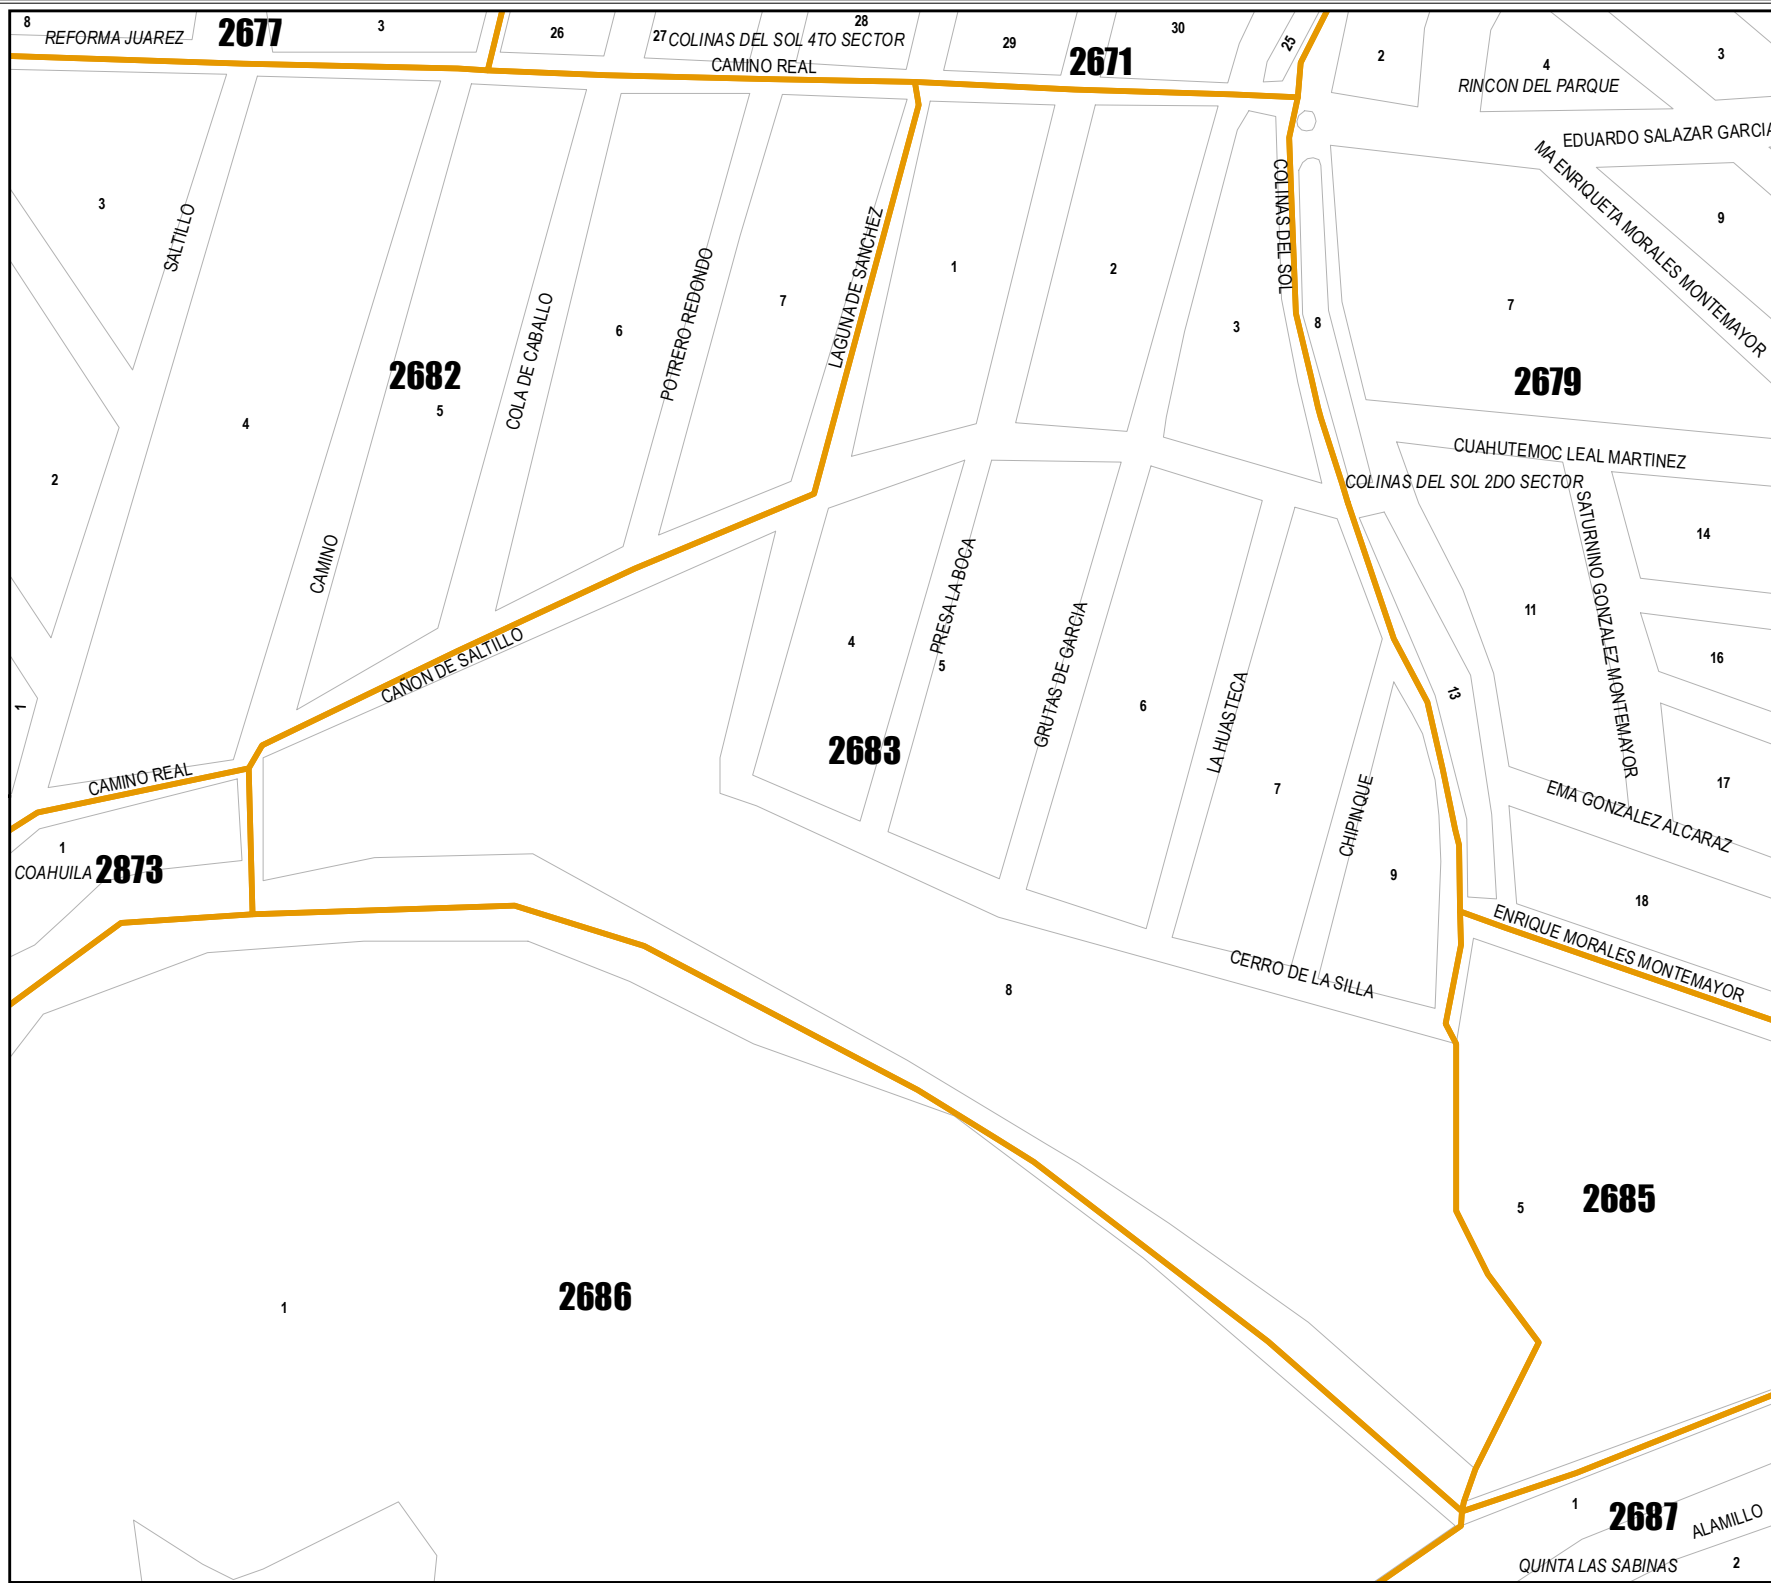 8
REFORMA JUAREZ
2677
3
26
27
COLINAS DEL SOL 4TO SECTOR
28
CAMINO REAL
29
2671
30
25
2
4
RINCON DEL PARQUE
3
EDUARDO SALAZAR GARCIA
MA ENRIQUETA MORALES MONTEMAYOR
9
3
SALTILLO
COLA DE CABALLO
POTRERO REDONDO
LAGUNA DE SANCHEZ
COLINAS DEL SOL
1
2
7
6
3
8
7
2682
5
4
2679
2
CUAHUTEMOC LEAL MARTINEZ
COLINAS DEL SOL 2DO SECTOR
SATURNINO GONZALEZ MONTEMAYOR
14
CAMINO
PRESA LA BOCA
GRUTAS DE GARCIA
11
4
5
16
CAÑON DE SALTILLO
LA HUASTECA
6
13
1
2683
CAMINO REAL
7
CHIPINQUE
17
EMA GONZALEZ ALCARAZ
1
COAHUILA
2873
9
18
ENRIQUE MORALES MONTEMAYOR
CERRO DE LA SILLA
8
5
2685
1
2686
1
2687
ALAMILLO
QUINTA LAS SABINAS
2